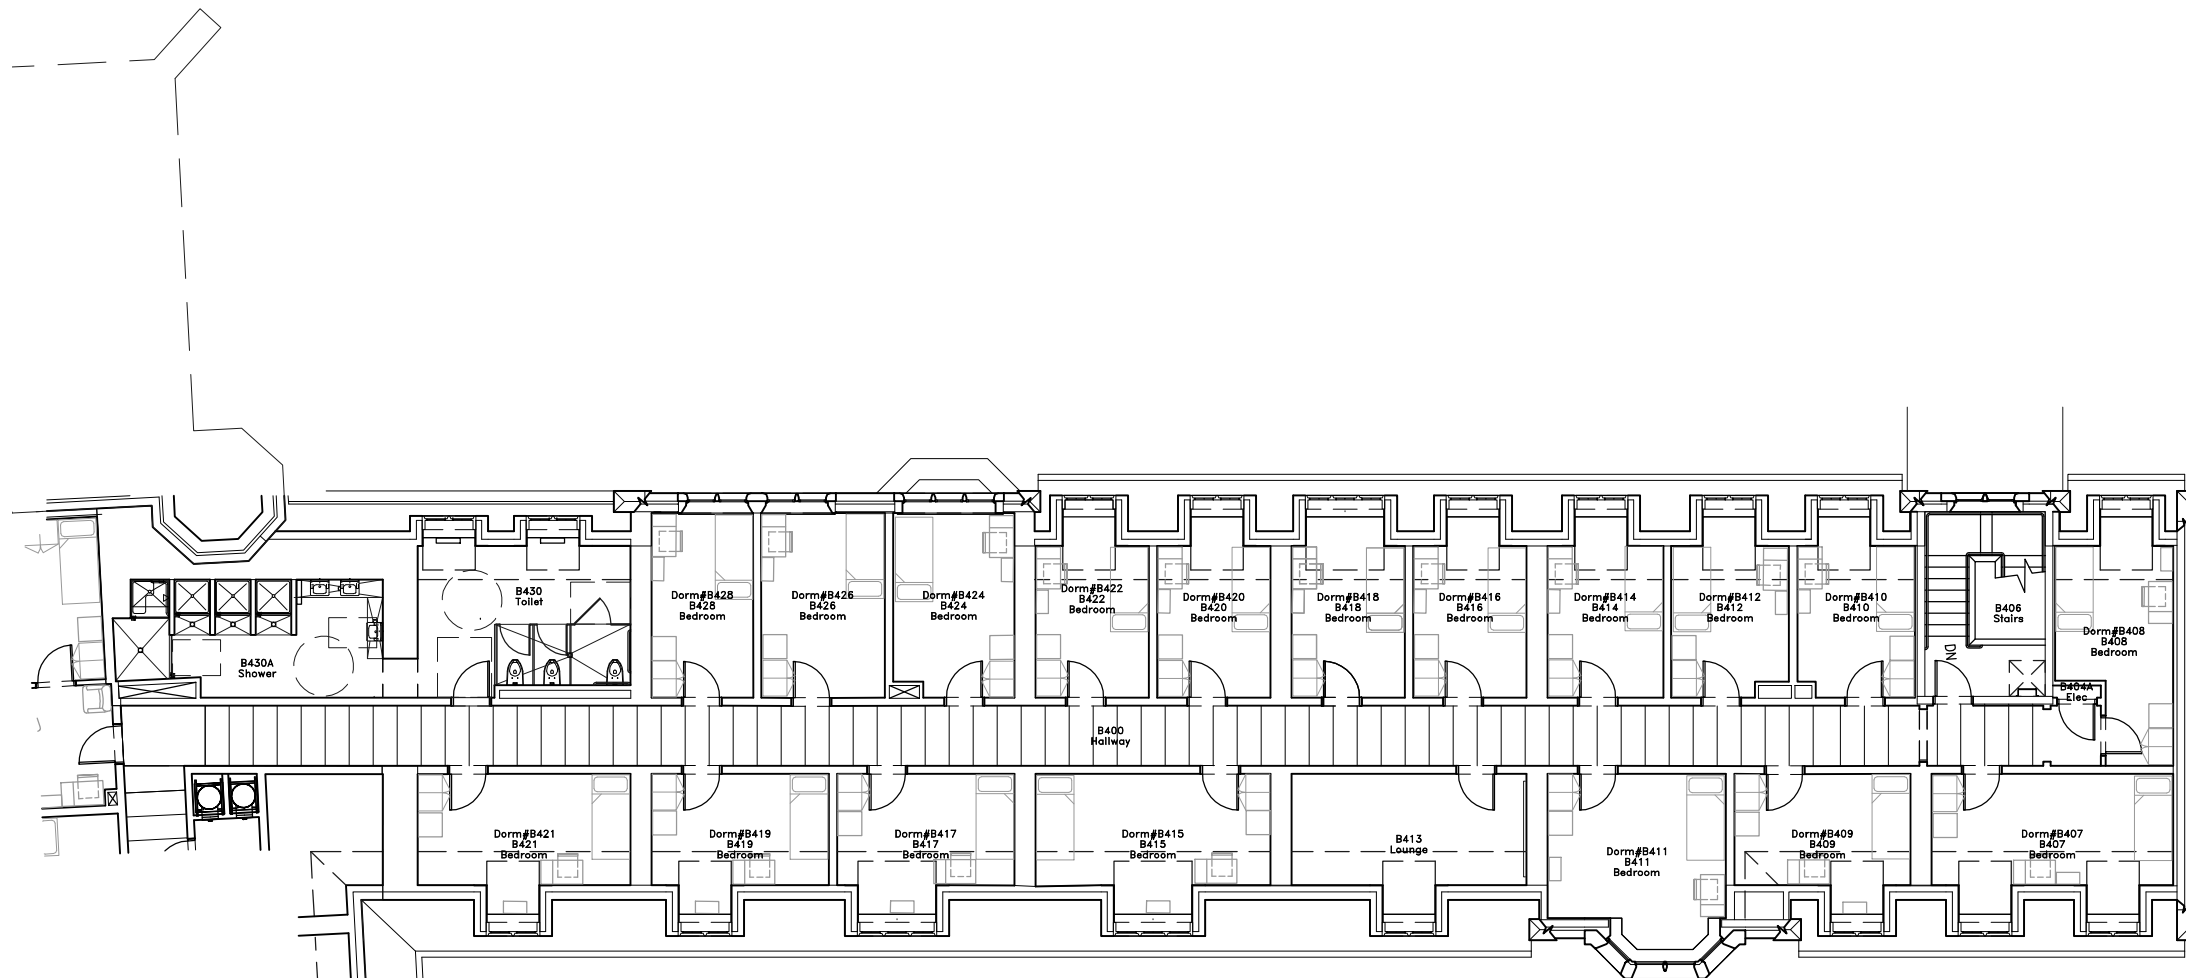 B430
Toilet
B430A
Shower
Dorm#B428
B428
Bedroom
Dorm#B426
B426
Bedroom
Dorm#B424
B424
Bedroom
Dorm#B422
B422
Bedroom
Dorm#B420
B420
Bedroom
Dorm#B418
B418
Bedroom
Dorm#B416
B416
Bedroom
Dorm#B414
B414
Bedroom
Dorm#B412
B412
Bedroom
Dorm#B410
B410
Bedroom
B406
Stairs
DN
Dorm#B408
B408
Bedroom
B404A
Elec
B400
Hallway
Dorm#B421
B421
Bedroom
Dorm#B419
B419
Bedroom
Dorm#B417
B417
Bedroom
Dorm#B415
B415
Bedroom
B413
Lounge
Dorm#B411
B411
Bedroom
Dorm#B409
B409
Bedroom
Dorm#B407
B407
Bedroom